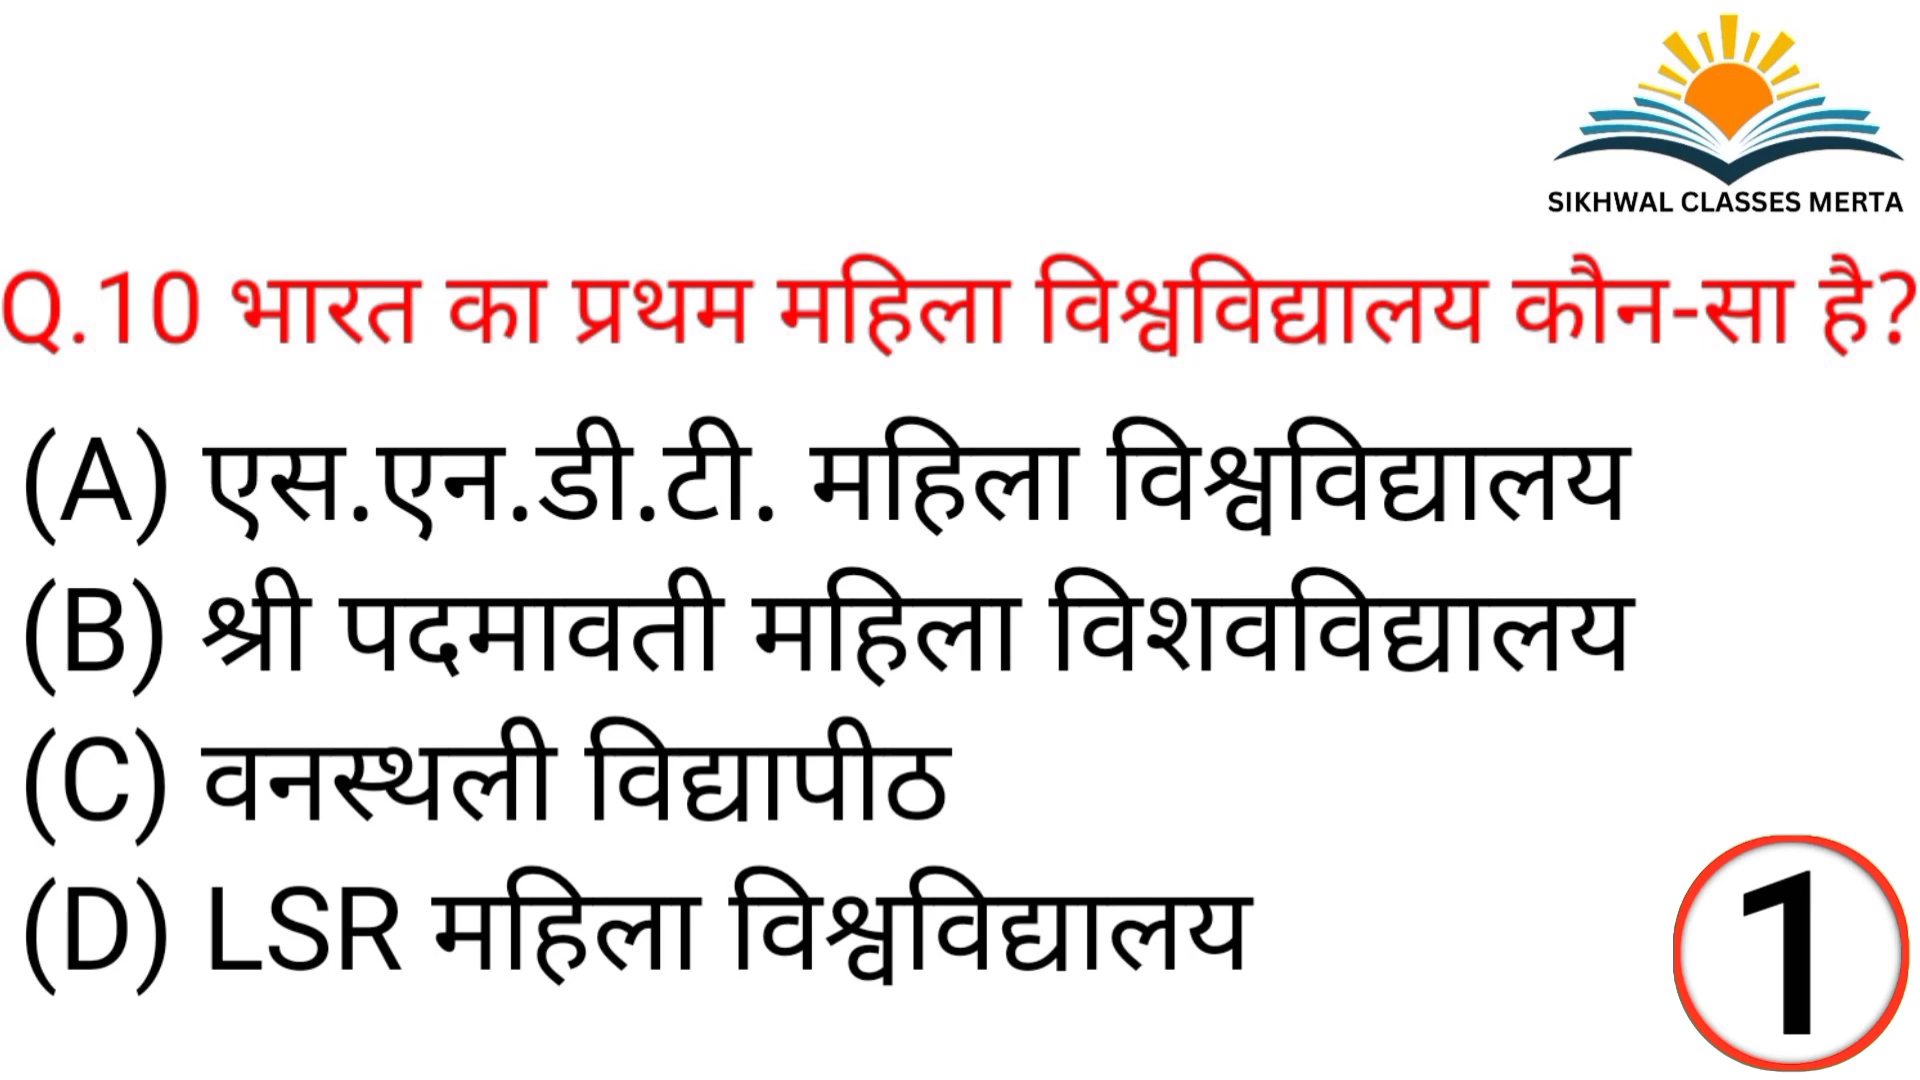 SIKHWAL CLASSES MERTA
Q.10 भारत का प्रथम महिला विश्वविद्यालय कौन-सा है?
(A) एस.एन.डी.टी. महिला विश्वविद्यालय
(B) श्री पदमावती महिला विशवविद्यालय
(C) वनस्थली विद्यापीठ
(D) LSR महिला विश्वविद्यालय
1